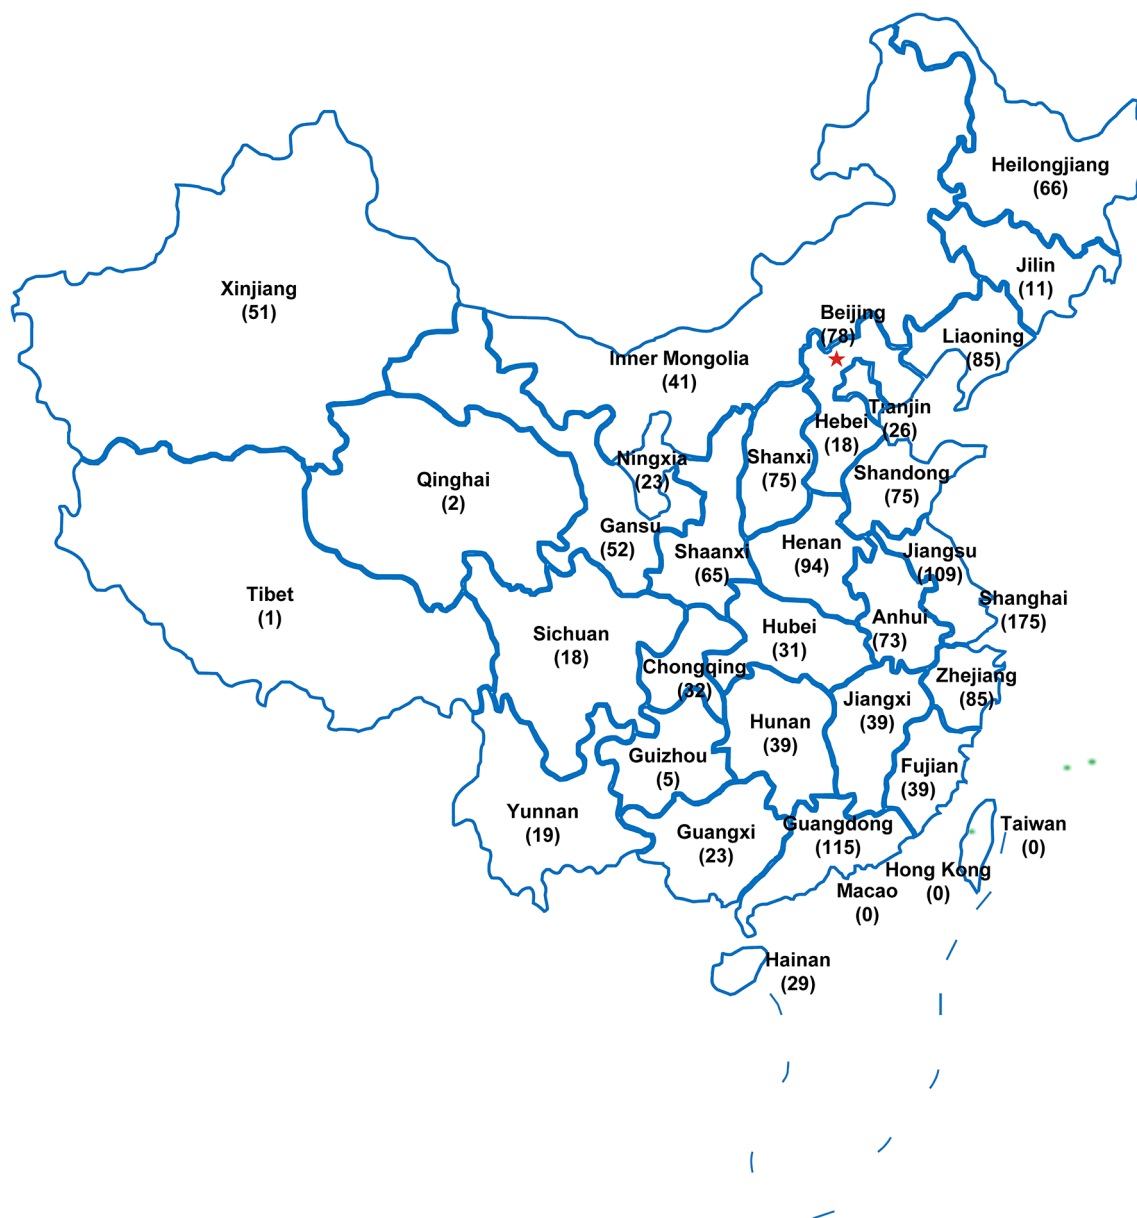 Heilongjiang
(66)
Jilin
(11)
Xinjiang
(51)
Beijing
(78)
Liaoning
(85)
Inner Mongolia
(41)
Tianjin
(26)
Hebei
(18)
Ningxia
(23)
Shanxi
(75)
Shandong
(75)
Qinghai
(2)
Gansu
(52)
Shaanxi
(65)
Henan
(94)
Jiangsu
(109)
Tibet
(1)
Shanghai
(175)
Sichuan
(18)
Hubei
(31)
Anhui
(73)
Chongqing
(32)
Zhejiang
(85)
Jiangxi
(39)
Hunan
(39)
Guizhou
(5)
Fujian
(39)
Yunnan
(19)
Guangxi
(23)
Guangdong
(115)
Taiwan
(0)
Hong Kong
(0)
Macao
(0)
Hainan
(29)